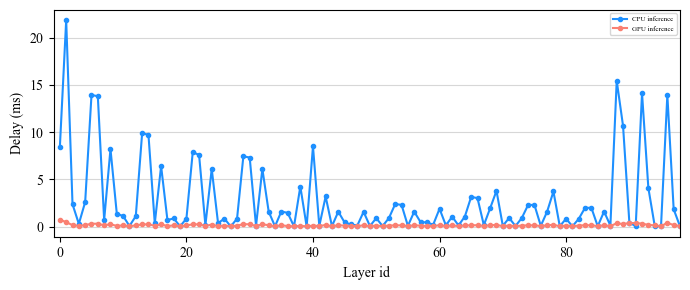 CPU inference
GPU inference
Delay (ms)
20
15
10
5
0
0 20 40 60 80
Layer id